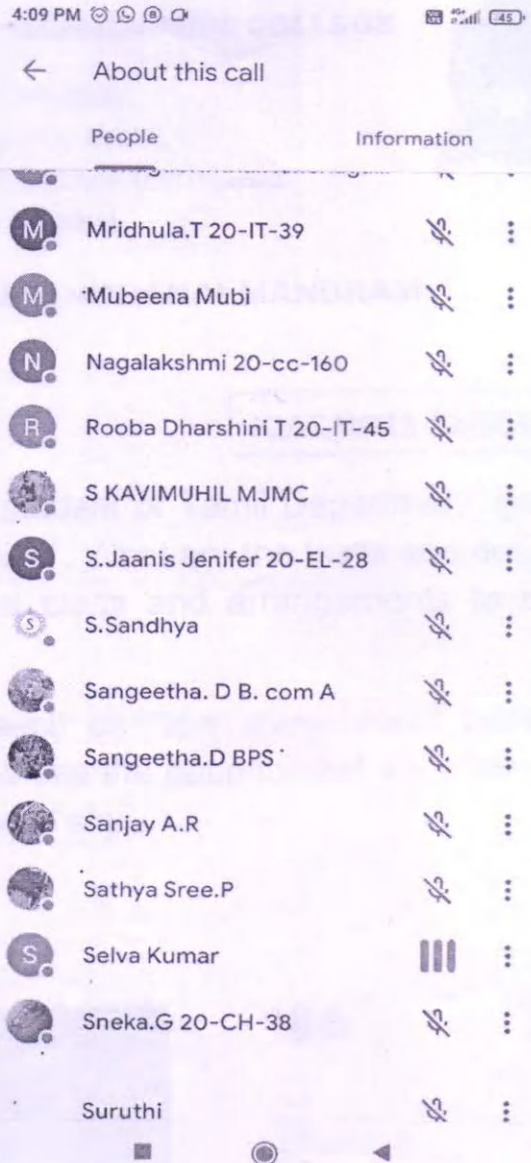 4:09 PM
45
About this call
People
Information
M Mridhula.T 20-IT-39
M Mubeena Mubi
N Nagalakshmi 20-cc-160
R Rooba Dharshini T 20-IT-45
S KAVIMUHIL MJMC
S S.Jaanis Jenifer 20-EL-28
S S.Sandhya
Sangeetha. D B. com A
Sangeetha.D BPS
Sanjay A.R
Sathya Sree.P
S Selva Kumar
Sneka.G 20-CH-38
Suruthi